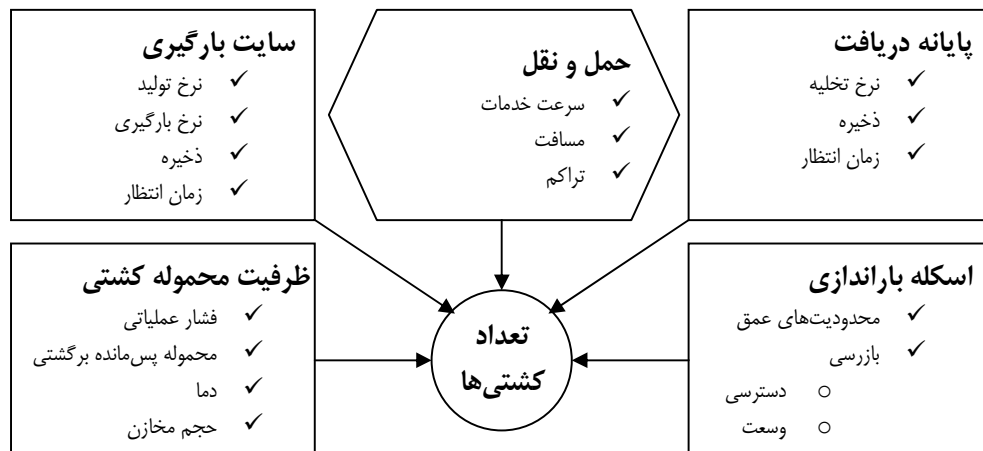 پایانه دریافت
✓ نرخ تخلیه
✓ ذخیره
✓ زمان انتظار
حمل و نقل
✓ سرعت خدمات
✓ مسافت
✓ تراکم
سایت بارگیری
✓ نرخ تولید
✓ نرخ بارگیری
✓ ذخیره
✓ زمان انتظار
اسکله باراندازی
✓ محدودیت‌های عمق
✓ بازرسی
o دسترسی
o وسعت
تعداد
کشتی‌ها
ظرفیت محموله کشتی
✓ فشار عملیاتی
✓ محموله پس‌مانده برگشتی
✓ دما
✓ حجم مخازن